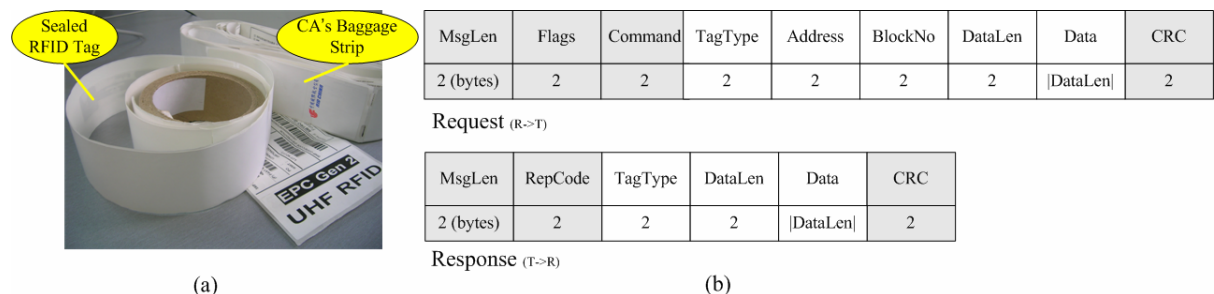 Sealed
RFID Tag
CA's Baggage
Strip
EPC Gen 2
UHF RFID
(a)
MsgLen Flags Command TagType Address BlockNo DataLen Data CRC
2 (bytes) 2 2 2 2 2 2 |DataLen| 2
Request (R->T)
MsgLen RepCode TagType DataLen Data CRC
2 (bytes) 2 2 2 |DataLen| 2
Response (T->R)
(b)